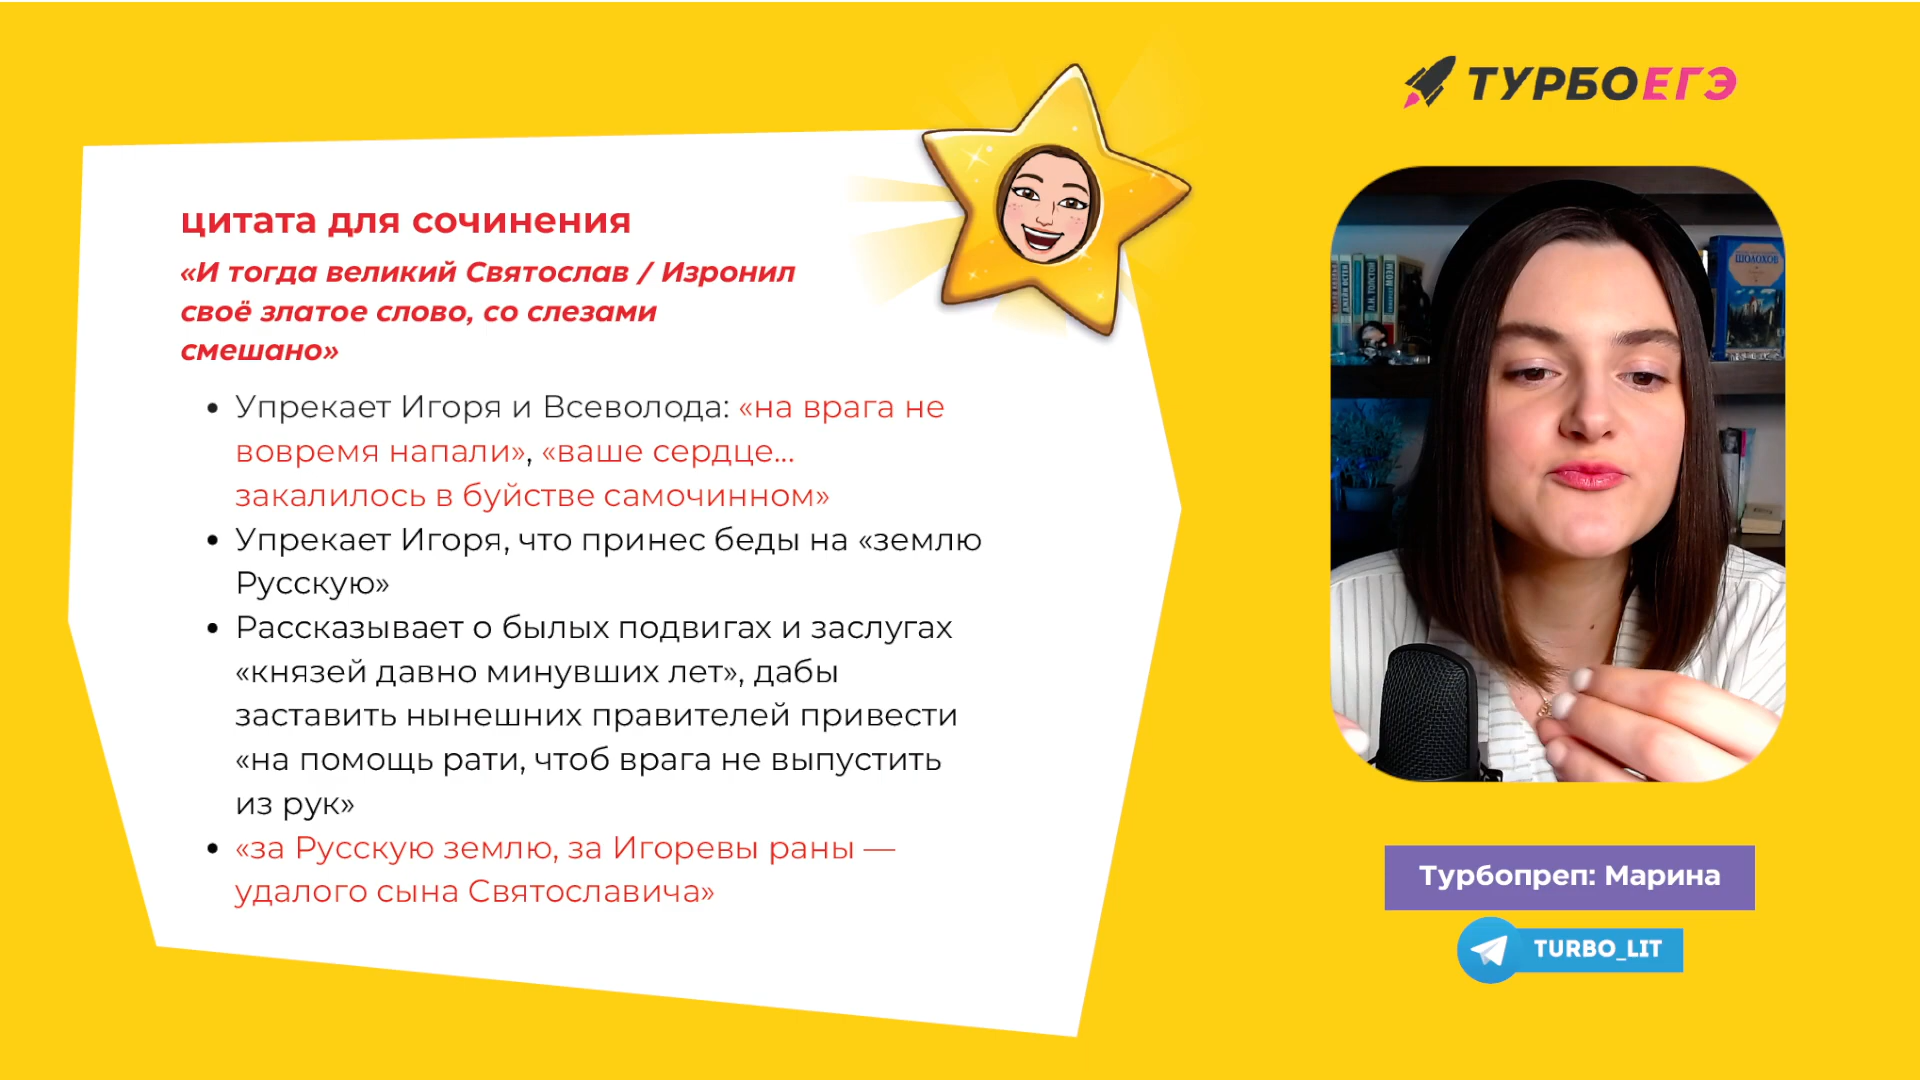 ТУРБОЕГЭ
цитата для сочинения
«И тогда великий Святослав / Изронил
своё златое слово, со слезами
смешано»
• Упрекает Игоря и Всеволода: «на врага не
вовремя напали», «ваше сердце...
закалилось в буйстве самочинном»
• Упрекает Игоря, что принес беды на «землю
Русскую»
• Рассказывает о былых подвигах и заслугах
«князей давно минувших лет», дабы
заставить нынешних правителей привести
«на помощь рати, чтоб врага не выпустить
из рук»
• «за Русскую землю, за Игоревы раны —
удалого сына Святославича»
ШОЛОХОВ
Л.Н. ТОЛСТОЙ
Турбопреп: Марина
TURBO_LIT